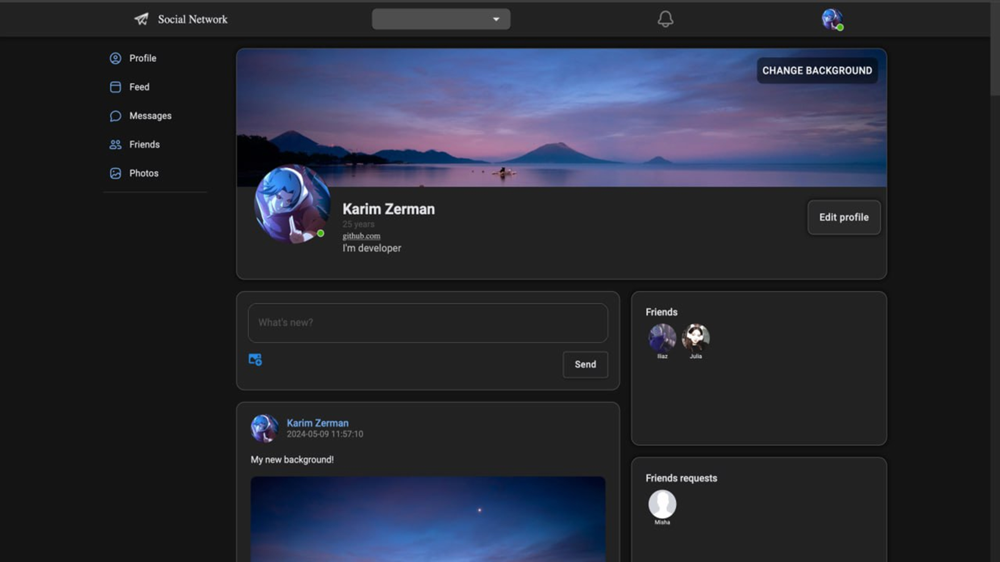 Social Network
Profile
Feed
Messages
Friends
Photos
CHANGE BACKGROUND
Karim Zerman
25 years
github.com
I'm developer
Edit profile
What's new?
Send
Karim Zerman
2024-05-09 11:57:10
My new background!
Friends
Iliaz
Julia
Friends requests
Misha